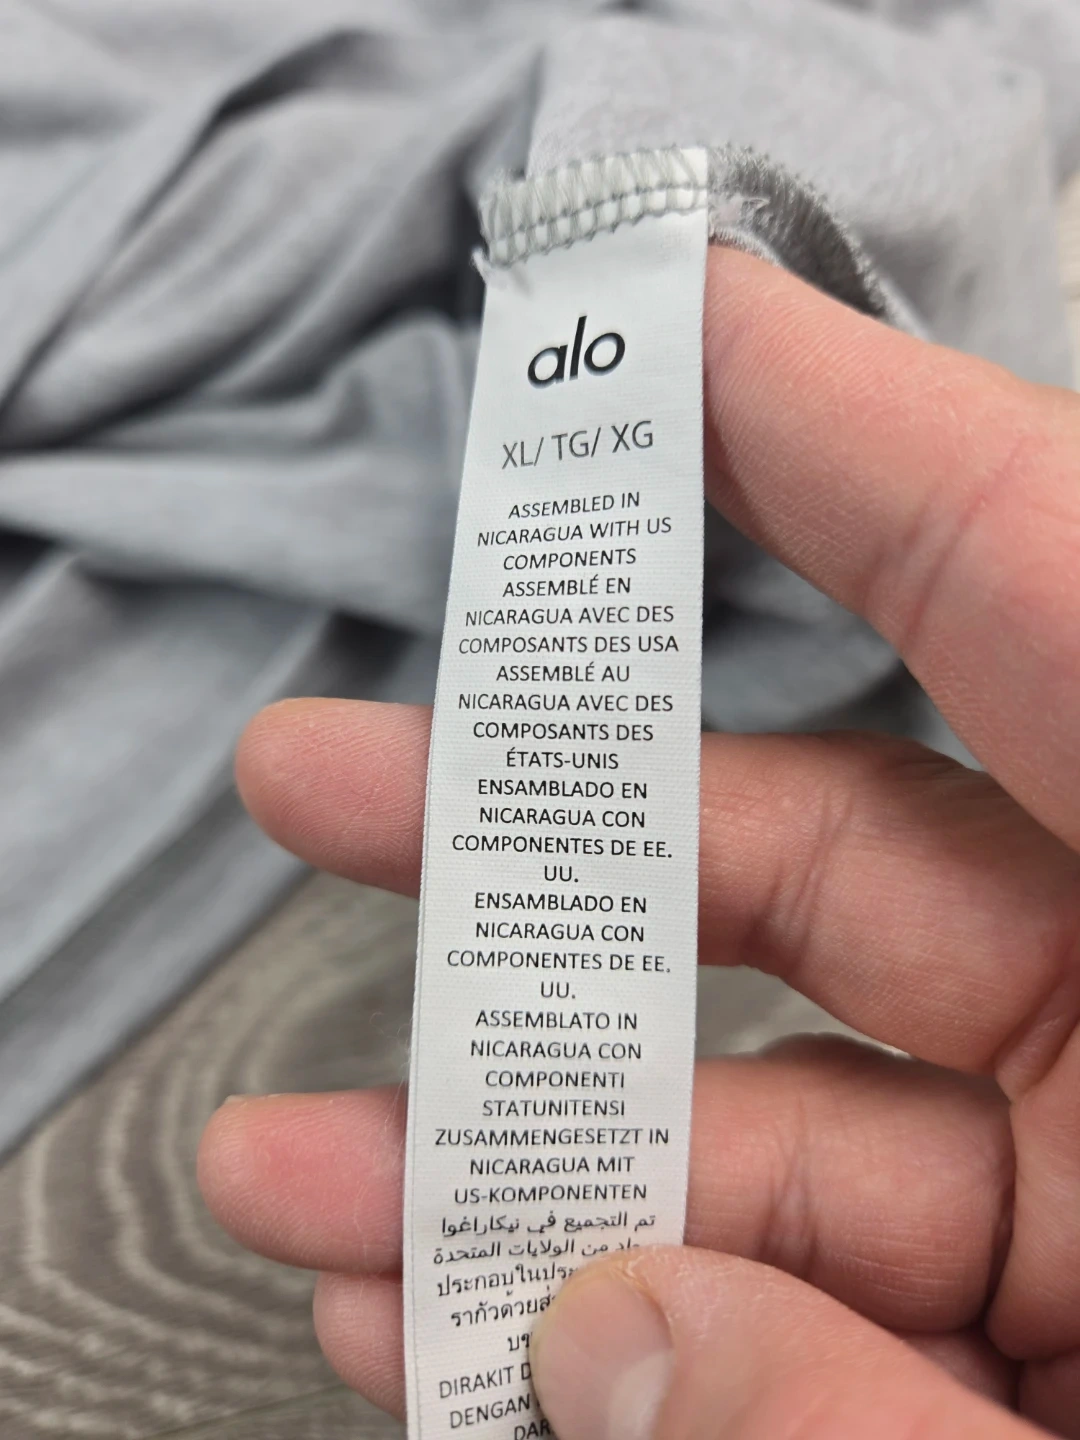 alo
XL/ TG/ XG
ASSEMBLED IN
NICARAGUA WITH US
COMPONENTS
ASSEMBLÉ EN
NICARAGUA AVEC DES
COMPOSANTS DES USA
ASSEMBLÉ AU
NICARAGUA AVEC DES
COMPOSANTS DES
ÉTATS-UNIS
ENSAMBLADO EN
NICARAGUA CON
COMPONENTES DE EE.
UU.
ENSAMBLADO EN
NICARAGUA CON
COMPONENTES DE EE.
UU.
ASSEMBLATO IN
NICARAGUA CON
COMPONENTI
STATUNITENSI
ZUSAMMENGESETZT IN
NICARAGUA MIT
US-KOMPONENTEN
تم التجميع في نيكاراغوا
من الولايات المتحدة
DIRAKIT
DENGAN